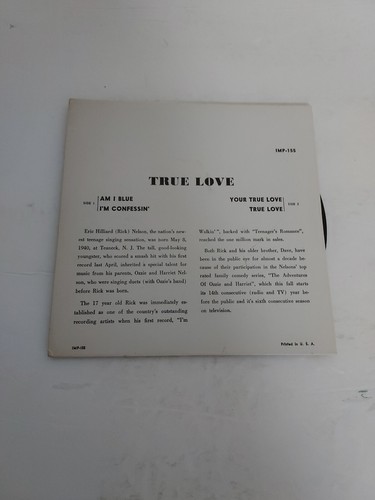 IMP-155
TRUE LOVE
SIDE 1
AM I BLUE
I'M CONFESSIN'
YOUR TRUE LOVE
TRUE LOVE
SIDE 2
Eric Hilliard (Rick) Nelson, the nation's new-
est teenage singing sensation, was born May 8,
1940, at Teaneck, N. J. The tall, good-looking
youngster, who scored a smash hit with his first
record last April, inherited a special talent for
music from his parents, Ozzie and Harriet Nel-
son, who were singing duets (with Ozzie's band)
before Rick was born.
The 17 year old Rick was immediately es-
tablished as one of the country's outstanding
recording artists when his first record, "I'm
Walkin' ", backed with "Teenager's Romance",
reached the one million mark in sales.
Both Rick and his older brother, Dave, have
been in the public eye for almost a decade be-
cause of their participation in the Nelsons' top
rated family comedy series, "The Adventures
Of Ozzie and Harriet", which this fall starts
its 14th consecutive (radio and TV) year be-
fore the public and it's sixth consecutive season
on television.
IMP-155
Printed in U. S. A.